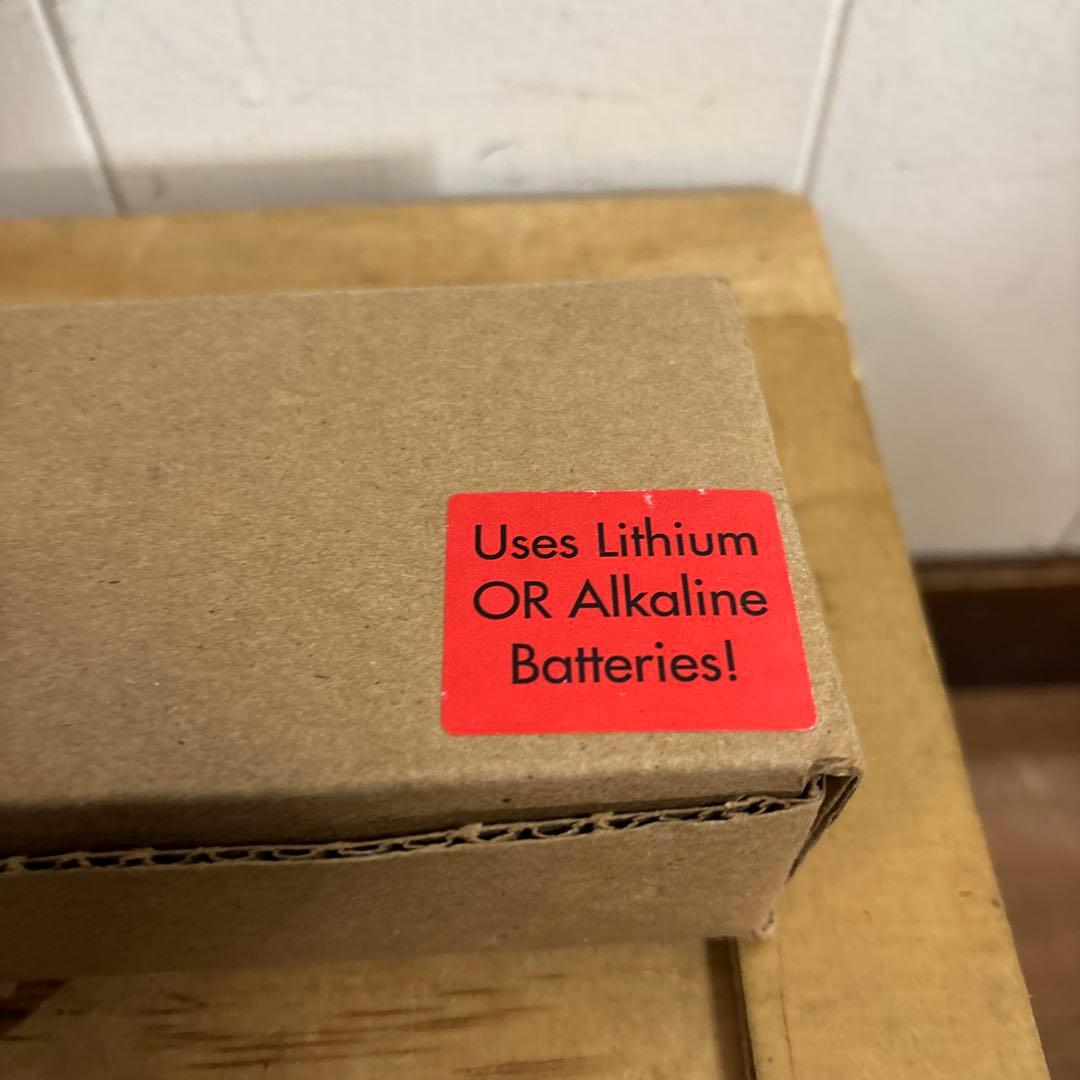 Uses Lithium
OR Alkaline
Batteries!